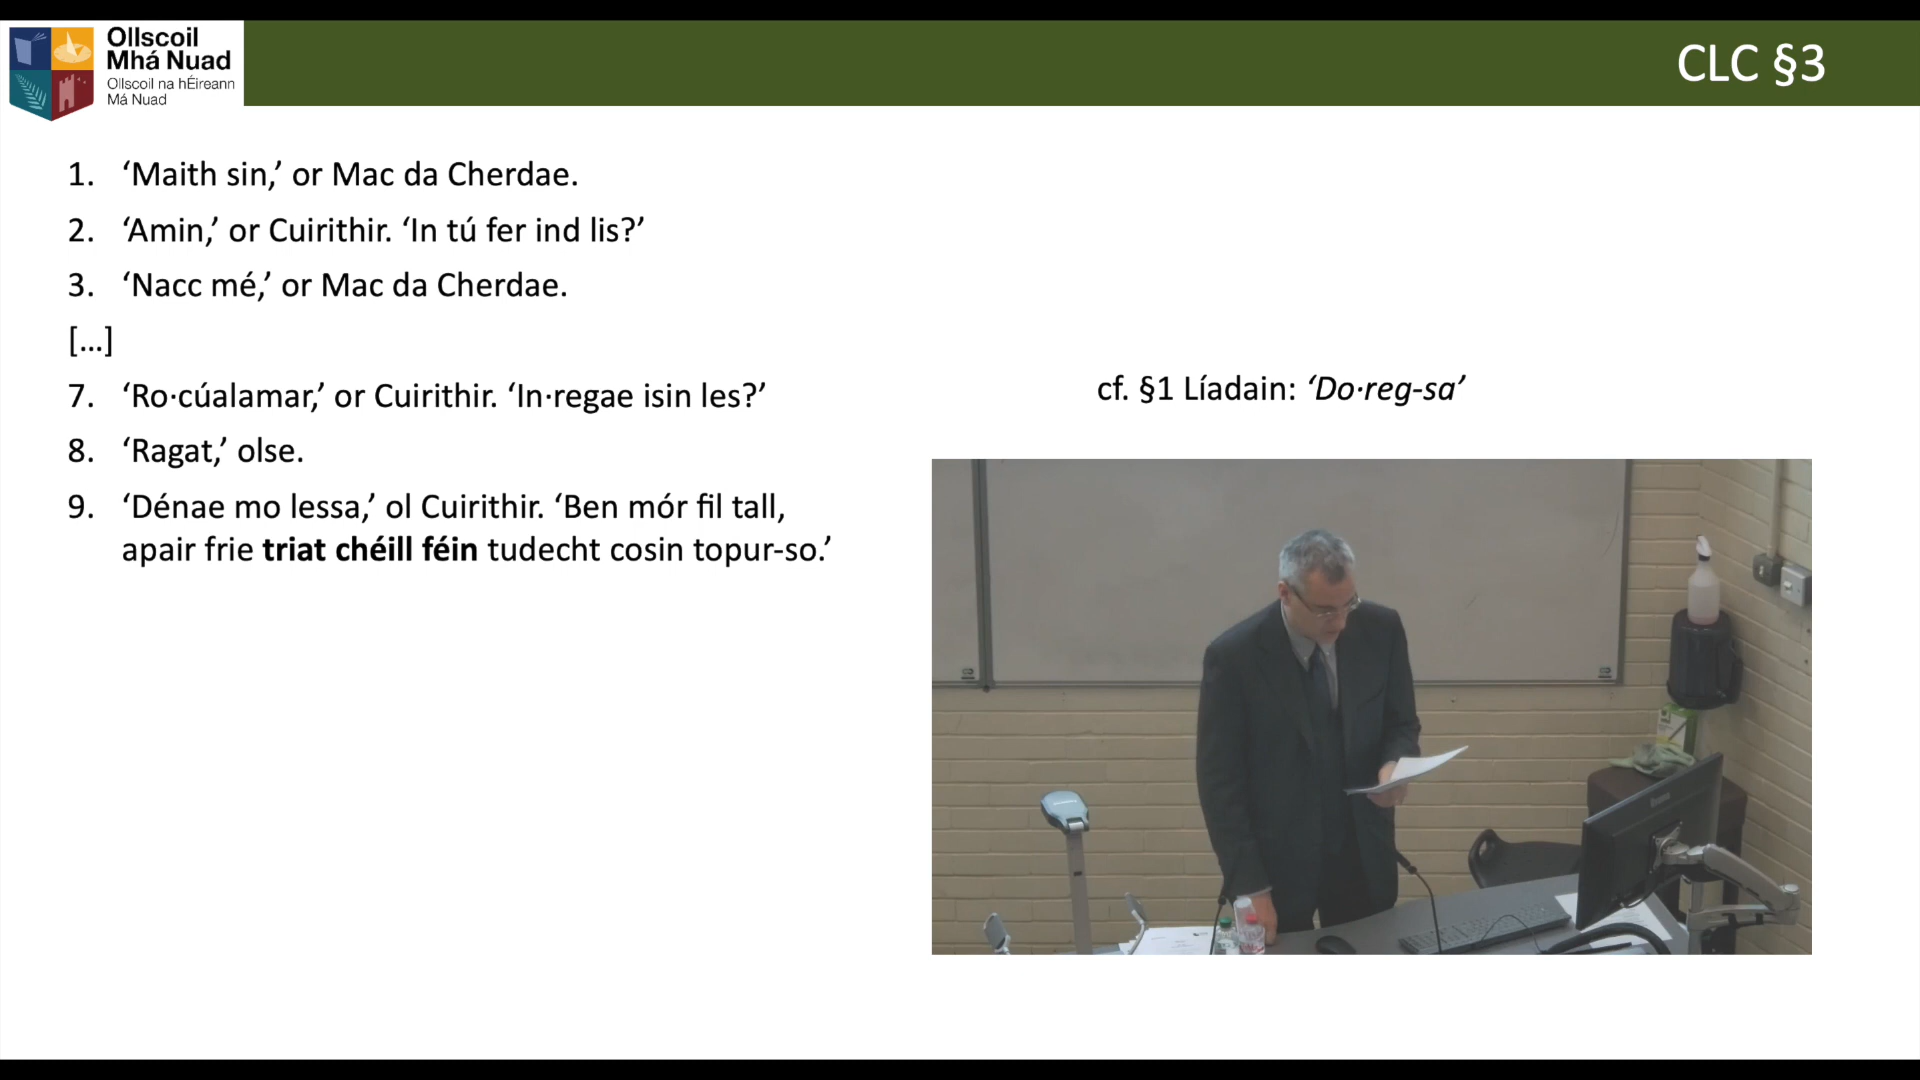 Ollscoil
Mhá Nuad
Ollscoil na hÉireann
Má Nuad
CLC §3
1. ‘Maith sin,’ or Mac da Cherdae.
2. ‘Amin,’ or Cuirithir. ‘In tú fer ind lis?’
3. ‘Nacc mé,’ or Mac da Cherdae.
[...]
7. ‘Ro·cúalamar,’ or Cuirithir. ‘In·regae isin les?’
cf. §1 Líadain: ‘Do·reg-sa’
8. ‘Ragat,’ olse.
9. ‘Dénae mo lessa,’ ol Cuirithir. ‘Ben mór fil tall,
apair frie triat chéill féin tudecht cosin topur-so.’